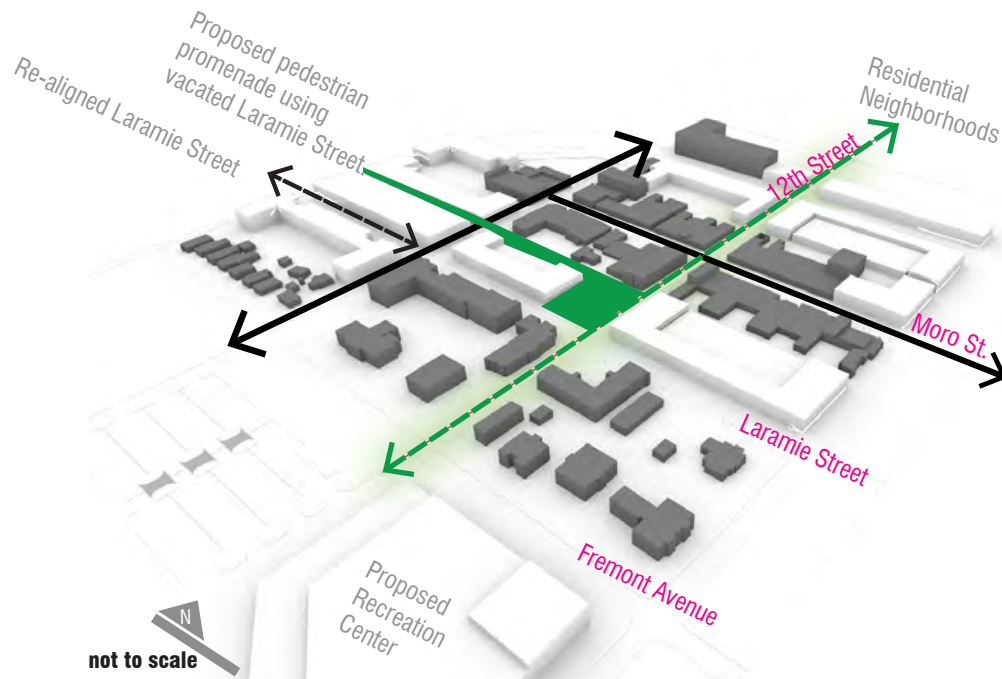 Proposed pedestrian
promenade using
vacated Laramie Street
Re-aligned Laramie Street
Residential
Neighborhoods
12th Street
Moro St.
Laramie Street
Fremont Avenue
Proposed
Recreation
Center
N
not to scale